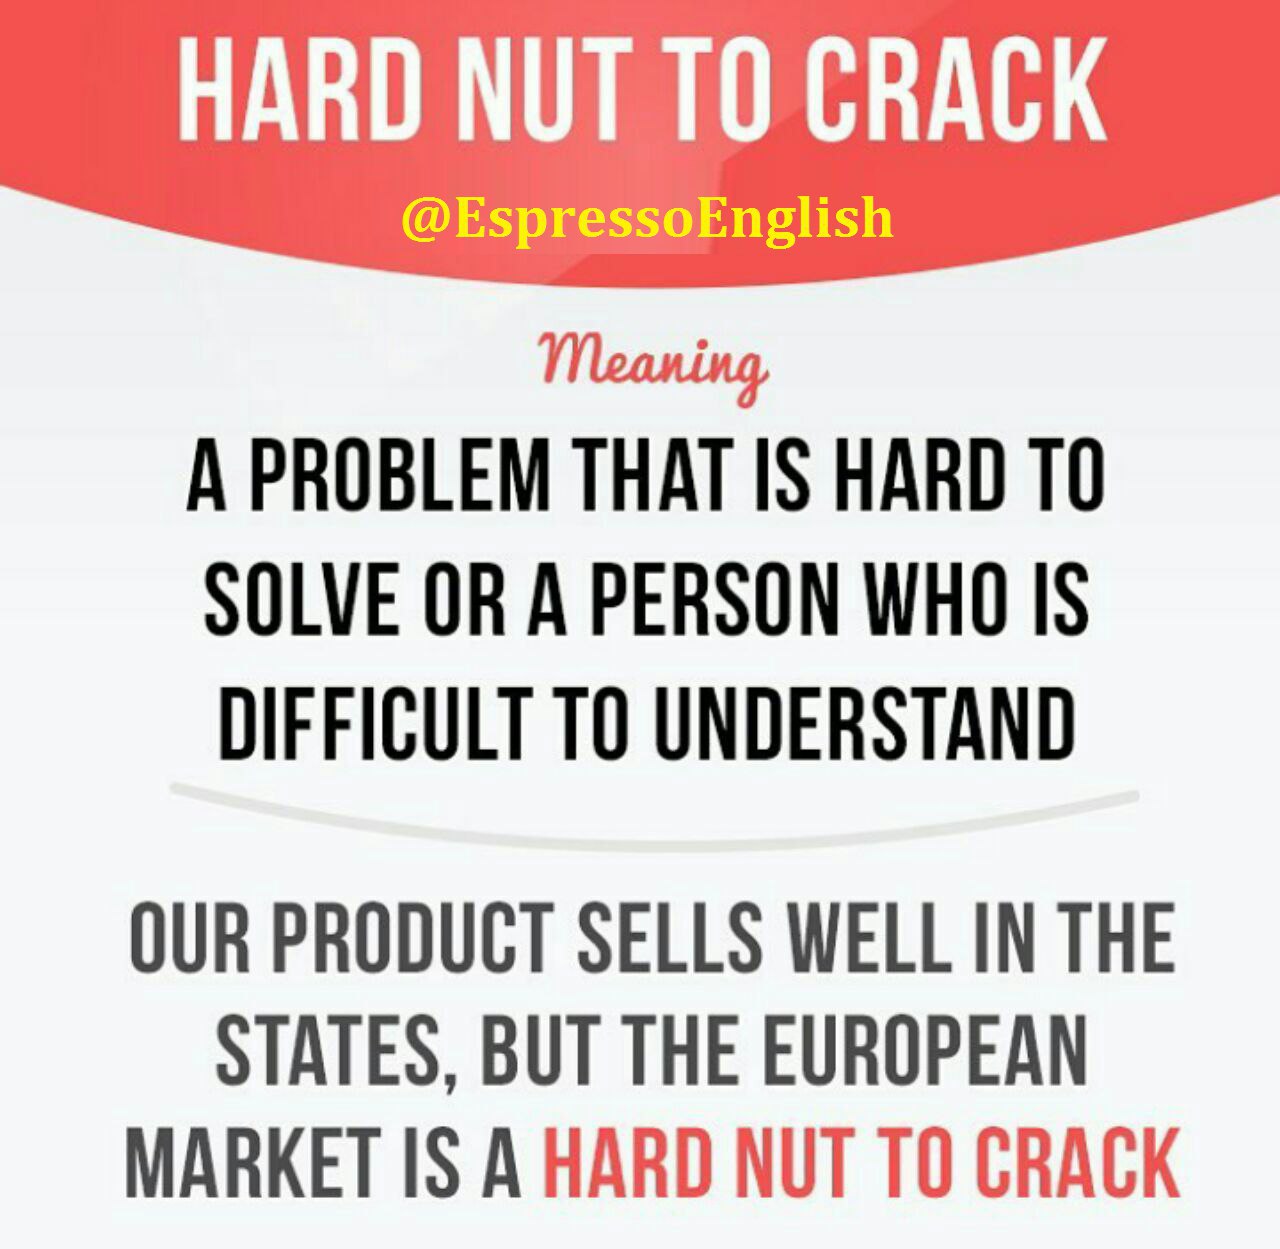 HARD NUT TO CRACK
@EspressoEnglish
Meaning
A PROBLEM THAT IS HARD TO
SOLVE OR A PERSON WHO IS
DIFFICULT TO UNDERSTAND
OUR PRODUCT SELLS WELL IN THE
STATES, BUT THE EUROPEAN
MARKET IS A HARD NUT TO CRACK